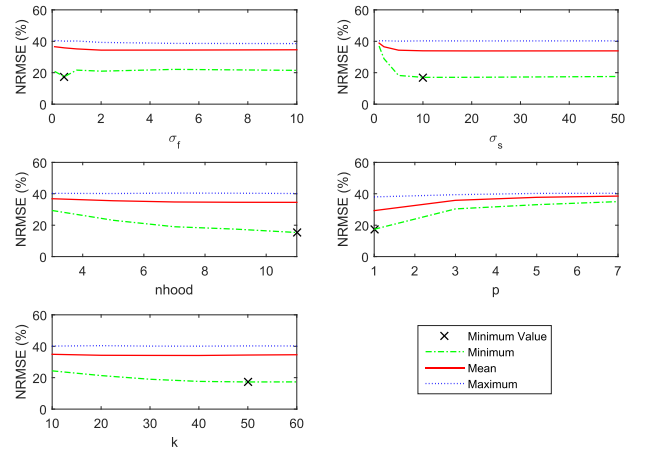 NRMSE (%)
60
40
20
0
0 2 4 6 8 10
σf
NRMSE (%)
60
40
20
0
0 10 20 30 40 50
σs
NRMSE (%)
60
40
20
0
4 6 8 10
nhood
NRMSE (%)
60
40
20
0
1 2 3 4 5 6 7
p
NRMSE (%)
60
40
20
0
10 20 30 40 50 60
k
Minimum Value
Minimum
Mean
Maximum